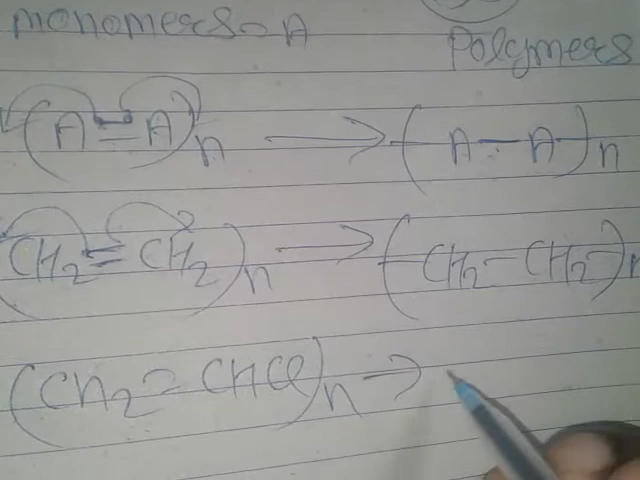 monomers = A Polymers
(A = A)n → (A - A)n
(CH2 = CH2)n → (CH2 - CH2)n
(CH2 = CHCl)n →